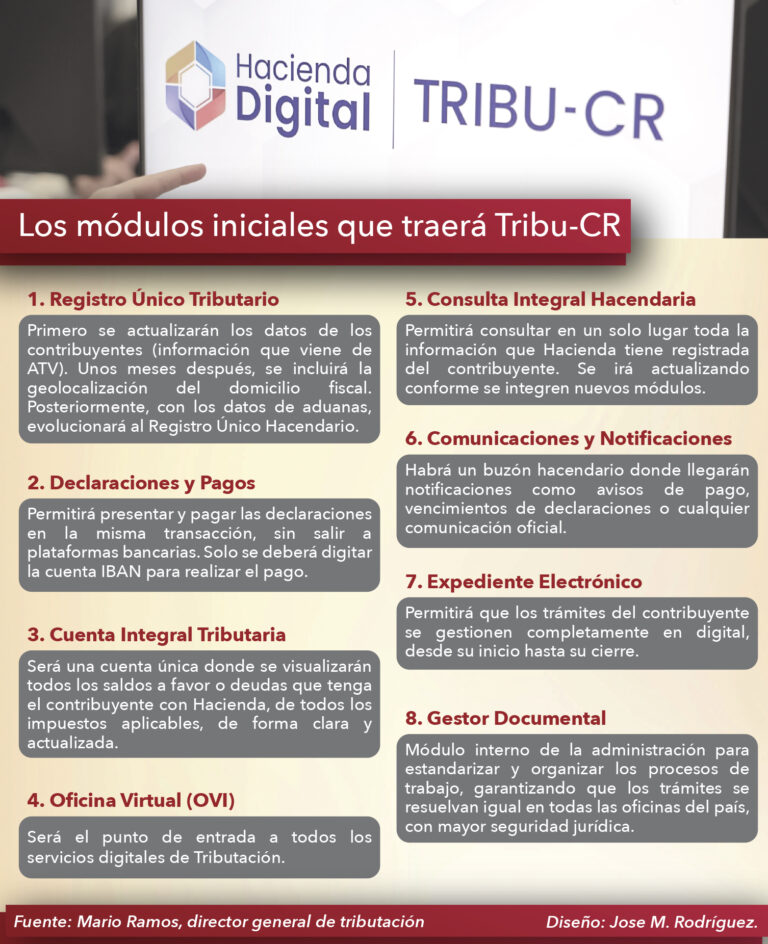 Hacienda
Digital
TRIBU-CR
Los módulos iniciales que traerá Tribu-CR
1. Registro Único Tributario
Primero se actualizarán los datos de los
contribuyentes (información que viene de
ATV). Unos meses después, se incluirá la
geolocalización del domicilio fiscal.
Posteriormente, con los datos de aduanas,
evolucionará al Registro Único Hacendario.
2. Declaraciones y Pagos
Permitirá presentar y pagar las declaraciones
en la misma transacción, sin salir a
plataformas bancarias. Solo se deberá digitar
la cuenta IBAN para realizar el pago.
3. Cuenta Integral Tributaria
Será una cuenta única donde se visualizarán
todos los saldos a favor o deudas que tenga
el contribuyente con Hacienda, de todos los
impuestos aplicables, de forma clara y
actualizada.
4. Oficina Virtual (OVI)
Será el punto de entrada a todos los
servicios digitales de Tributación.
5. Consulta Integral Hacendaria
Permitirá consultar en un solo lugar toda la
información que Hacienda tiene registrada
del contribuyente. Se irá actualizando
conforme se integren nuevos módulos.
6. Comunicaciones y Notificaciones
Habrá un buzón hacendario donde llegarán
notificaciones como avisos de pago,
vencimientos de declaraciones o cualquier
comunicación oficial.
7. Expediente Electrónico
Permitirá que los trámites del contribuyente
se gestionen completamente en digital,
desde su inicio hasta su cierre.
8. Gestor Documental
Módulo interno de la administración para
estandarizar y organizar los procesos de
trabajo, garantizando que los trámites se
resuelvan igual en todas las oficinas del país,
con mayor seguridad jurídica.
Fuente: Mario Ramos, director general de tributación
Diseño: Jose M. Rodríguez.